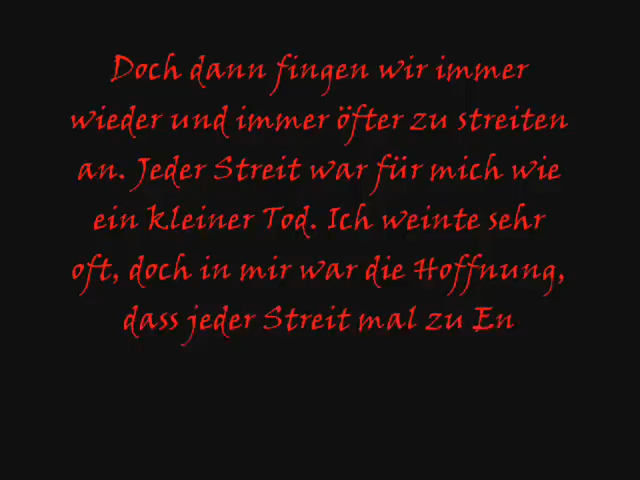 Doch dann fingen wir immer
wieder und immer öfter zu streiten
an. Jeder Streit war für mich wie
ein kleiner Tod. Ich weinte sehr
oft, doch in mir war die Hoffnung,
dass jeder Streit mal zu En